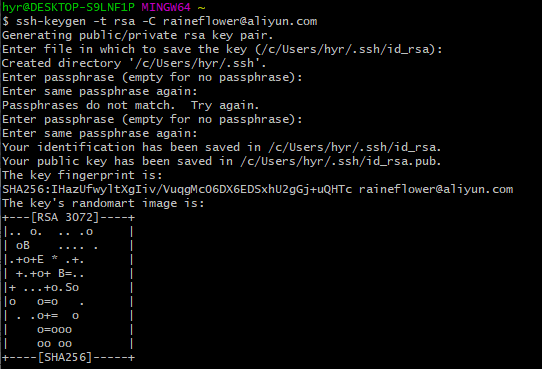 hyr@DESKTOP-S9LNF1P MINGW64 ~
$ ssh-keygen -t rsa -C raineflower@aliyun.com
Generating public/private rsa key pair.
Enter file in which to save the key (/c/Users/hyr/.ssh/id_rsa):
Created directory '/c/Users/hyr/.ssh'.
Enter passphrase (empty for no passphrase):
Enter same passphrase again:
Passphrases do not match.  Try again.
Enter passphrase (empty for no passphrase):
Enter same passphrase again:
Your identification has been saved in /c/Users/hyr/.ssh/id_rsa.
Your public key has been saved in /c/Users/hyr/.ssh/id_rsa.pub.
The key fingerprint is:
SHA256:IHazUfwyltXgIiv/VuqgMcO6DX6EDSxhU2gGj+uQHTc raineflower@aliyun.com
The key's randomart image is:
+---[RSA 3072]----+
|.. o.  .. .o     |
| oB    .... .    |
|.+o+E * .+.      |
| +.+o+ B=..      |
|+ ...+o.So       |
|o   o=o   .      |
| . .o+=  o       |
|    o=ooo        |
|    oo oo        |
+----[SHA256]-----+